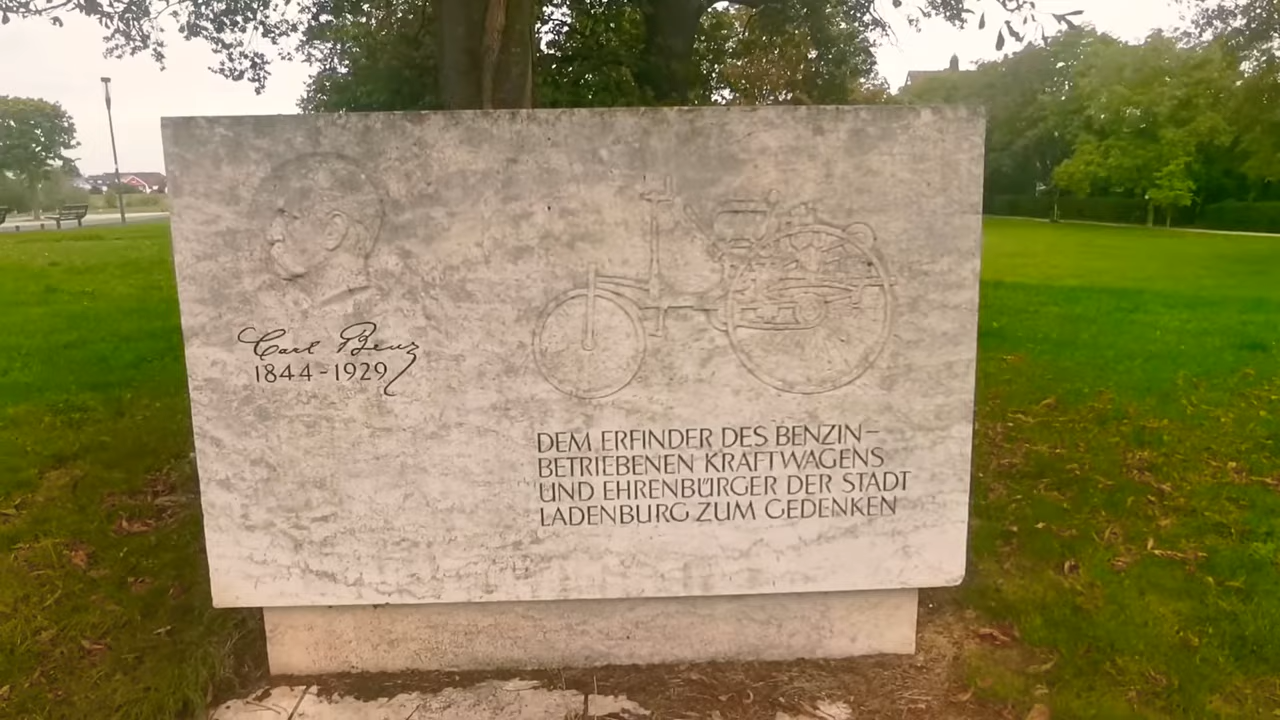 Carl Benz
1844-1929
DEM ERFINDER DES BENZIN-
BETRIEBENEN KRAFTWAGENS
UND EHRENBÜRGER DER STADT
LADENBURG ZUM GEDENKEN